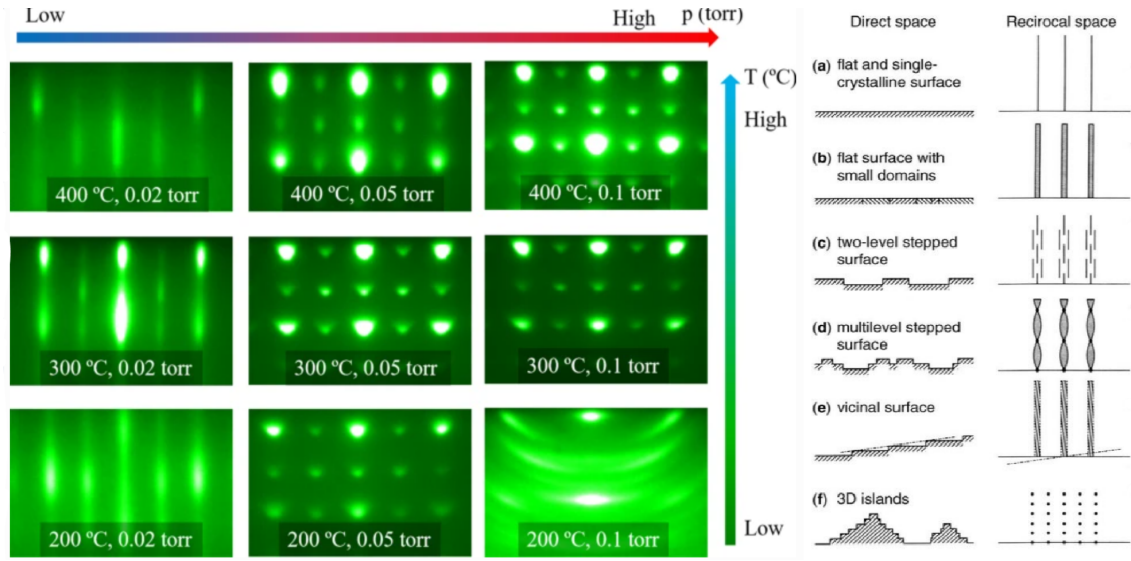 Low
High p (torr)
T (ºC)
High
Low
400 ºC, 0.02 torr
400 ºC, 0.05 torr
400 ºC, 0.1 torr
300 ºC, 0.02 torr
300 ºC, 0.05 torr
300 ºC, 0.1 torr
200 ºC, 0.02 torr
200 ºC, 0.05 torr
200 ºC, 0.1 torr
Direct space
Recirocal space
(a) flat and single-
crystalline surface
(b) flat surface with
small domains
(c) two-level stepped
surface
(d) multilevel stepped
surface
(e) vicinal surface
(f) 3D islands